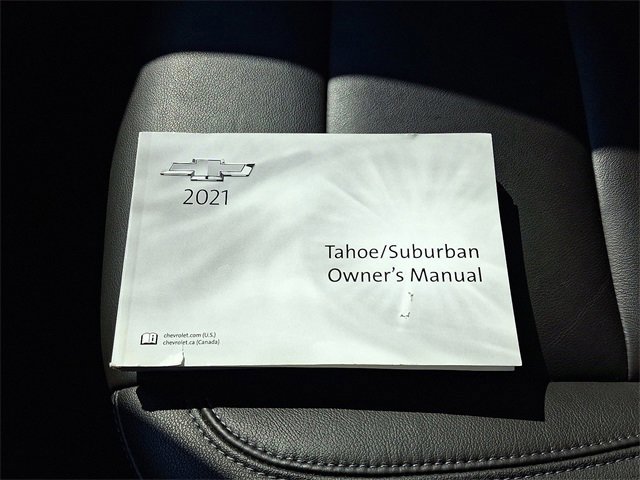 2021
Tahoe/Suburban
Owner's Manual
chevrolet.com (U.S.)
chevrolet.ca (Canada)